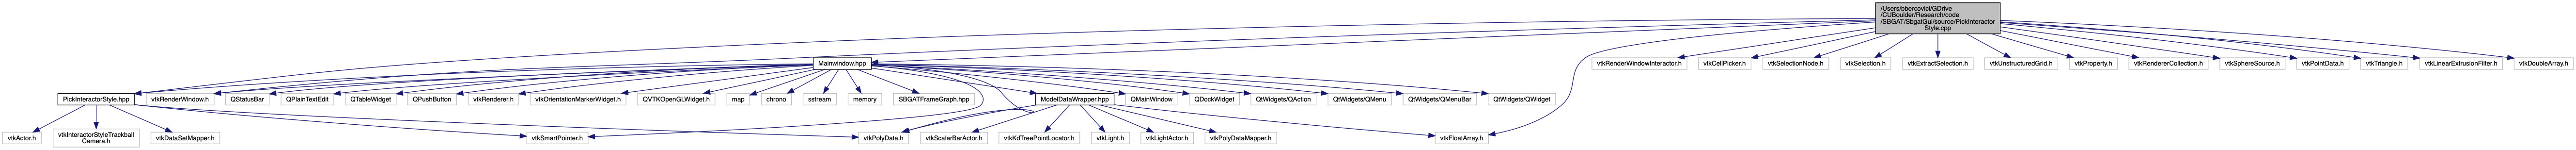 /Users/bbercovici/GDrive
/CUBoulder/Research/code
/SBGAT/SbgatGui/source/PickInteractor
Style.cpp
Mainwindow.hpp
vtkRenderWindowInteractor.h
vtkCellPicker.h
vtkSelectionNode.h
vtkSelection.h
vtkExtractSelection.h
vtkUnstructuredGrid.h
vtkProperty.h
vtkRendererCollection.h
vtkSphereSource.h
vtkPointData.h
vtkTriangle.h
vtkLinearExtrusionFilter.h
vtkDoubleArray.h
PickInteractorStyle.hpp
vtkRenderWindow.h
QStatusBar
QPlainTextEdit
QTableWidget
QPushButton
vtkRenderer.h
vtkOrientationMarkerWidget.h
QVTKOpenGLWidget.h
map
chrono
sstream
memory
SBGATFrameGraph.hpp
ModelDataWrapper.hpp
QMainWindow
QDockWidget
QtWidgets/QAction
QtWidgets/QMenu
QtWidgets/QMenuBar
QtWidgets/QWidget
vtkActor.h
vtkInteractorStyleTrackball
Camera.h
vtkDataSetMapper.h
vtkSmartPointer.h
vtkPolyData.h
vtkScalarBarActor.h
vtkKdTreePointLocator.h
vtkLight.h
vtkLightActor.h
vtkPolyDataMapper.h
vtkFloatArray.h